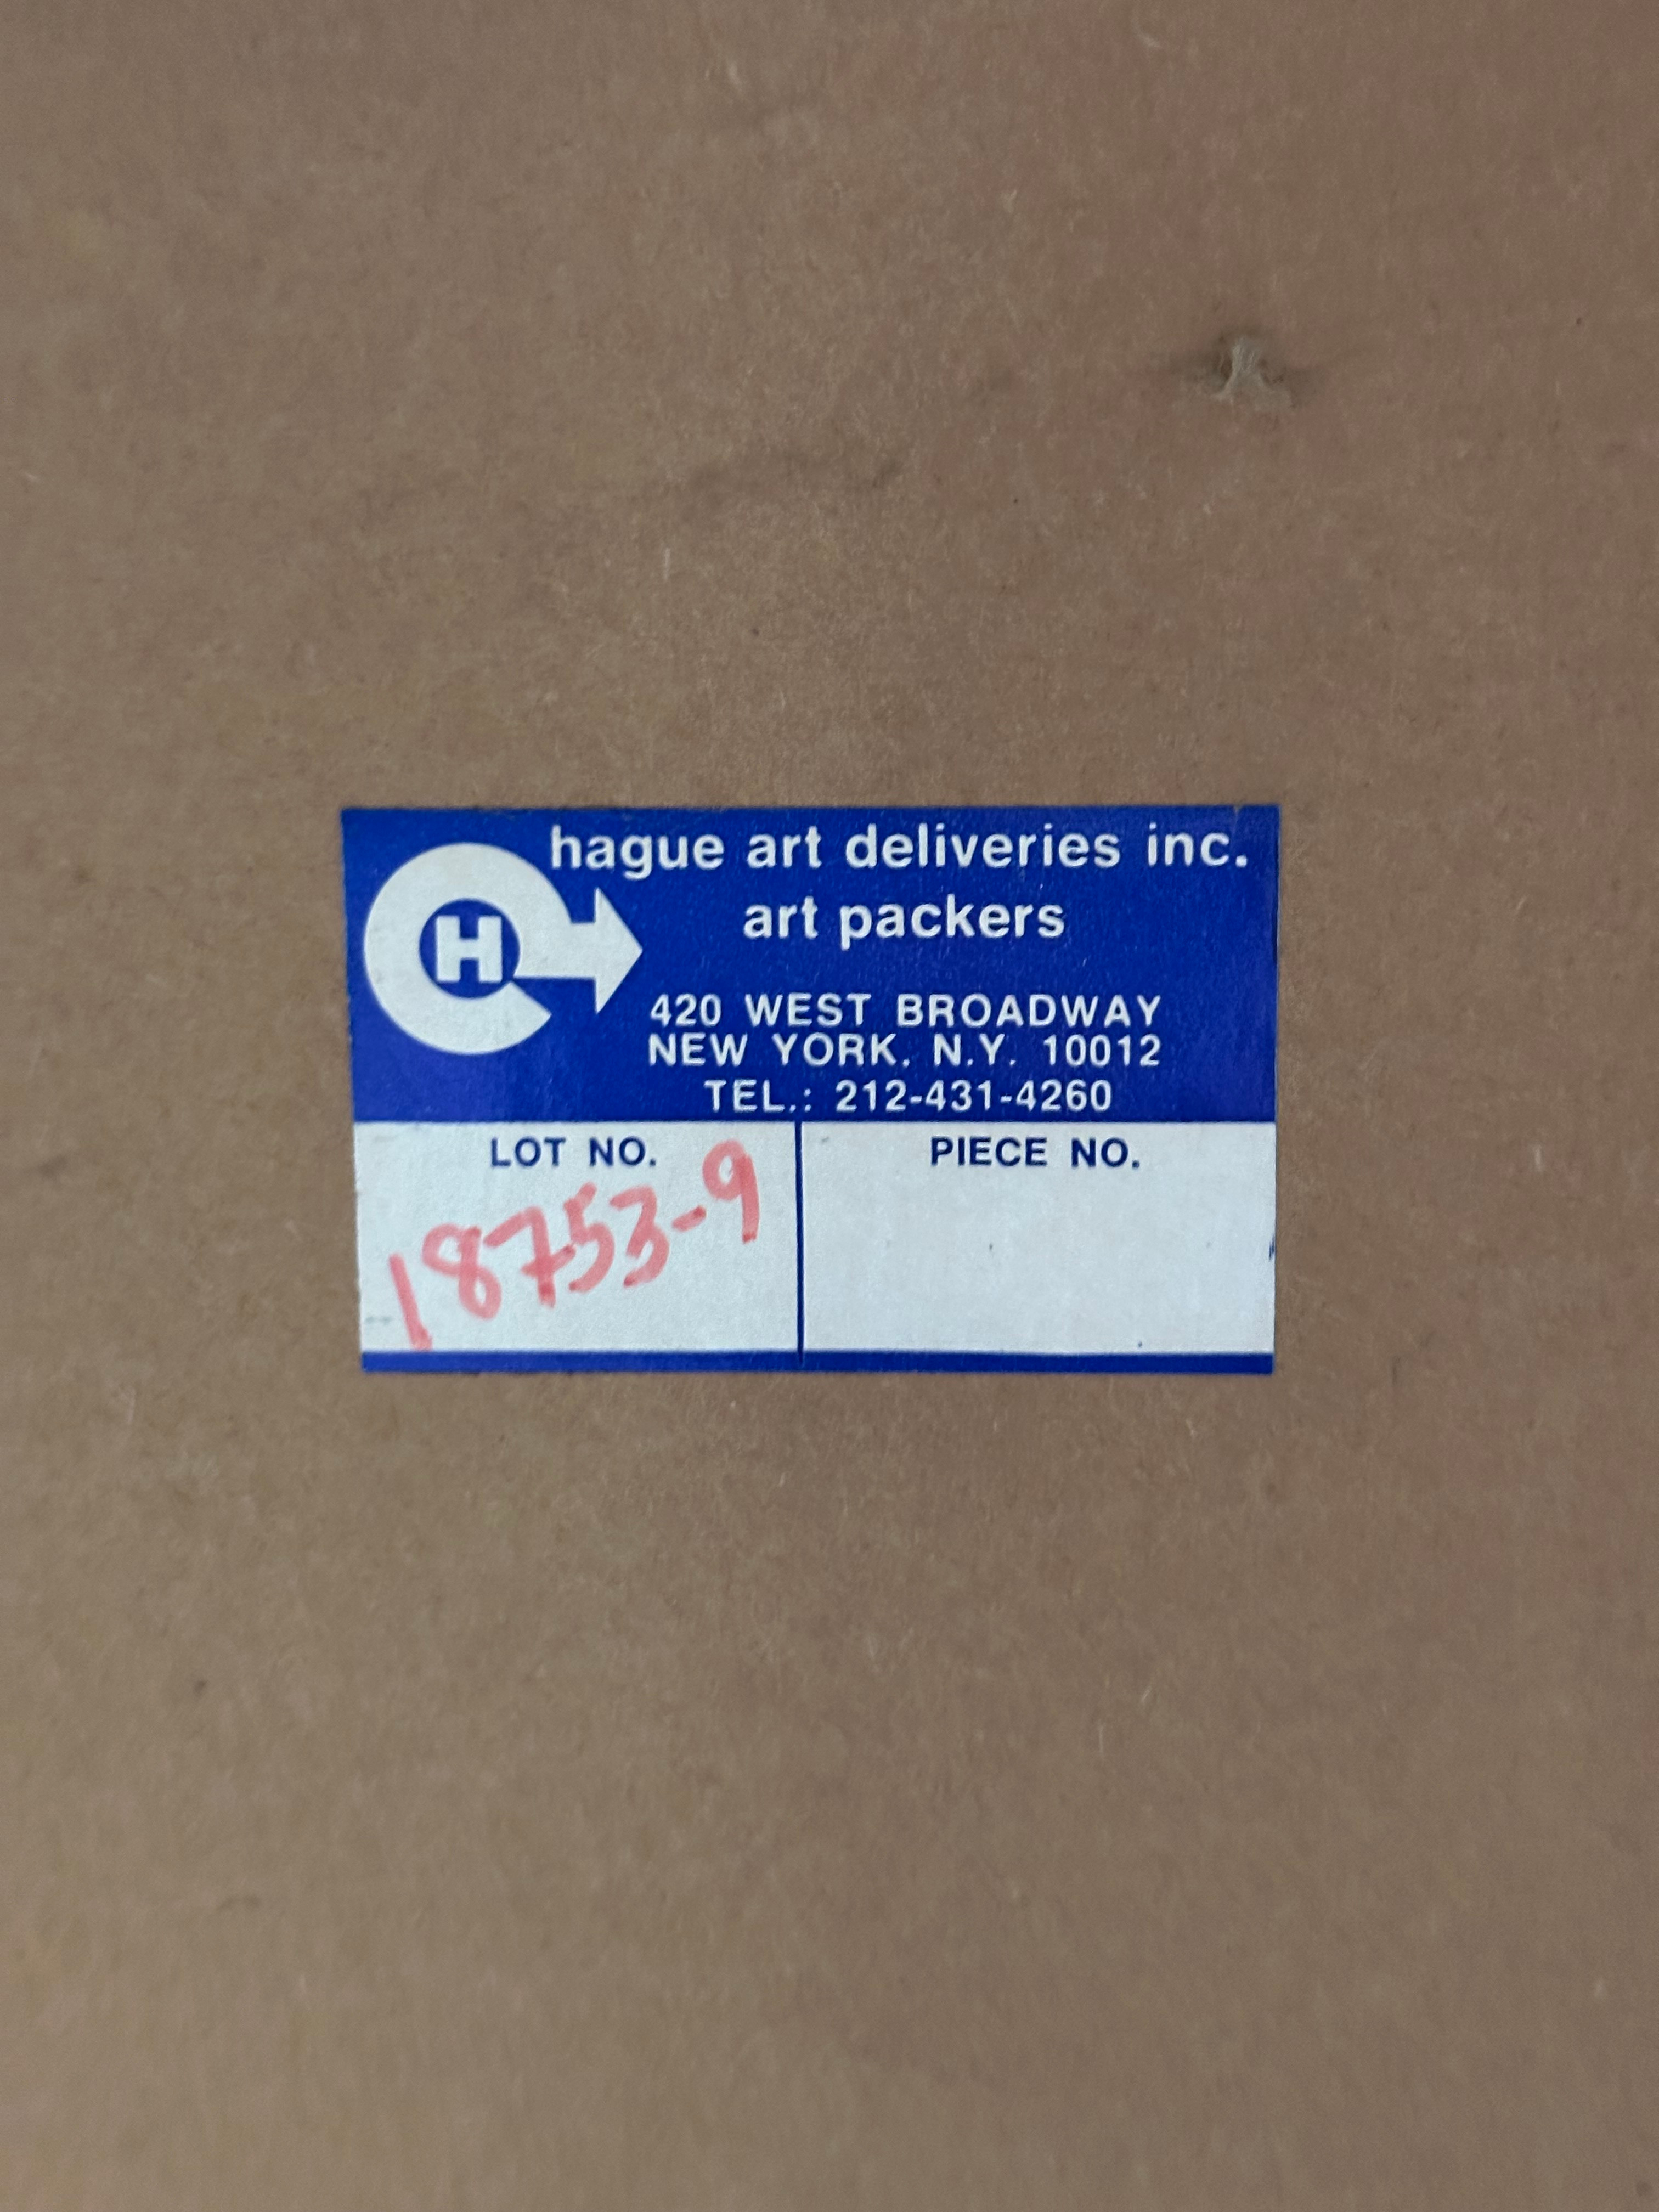 hague art deliveries inc.
art packers
H
420 WEST BROADWAY
NEW YORK, N.Y. 10012
TEL.: 212-431-4260
LOT NO.
PIECE NO.
18753-9